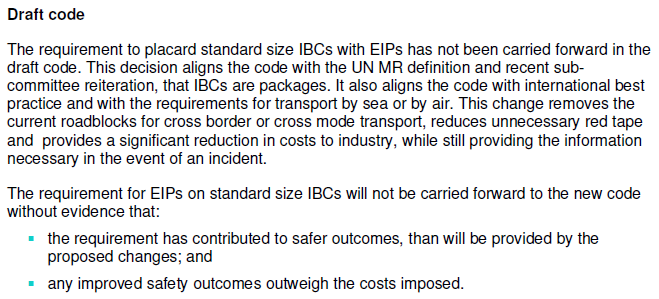 Draft code
The requirement to placard standard size IBCs with EIPs has not been carried forward in the
draft code. This decision aligns the code with the UN MR definition and recent sub-
committee reiteration, that IBCs are packages. It also aligns the code with international best
practice and with the requirements for transport by sea or by air. This change removes the
current roadblocks for cross border or cross mode transport, reduces unnecessary red tape
and provides a significant reduction in costs to industry, while still providing the information
necessary in the event of an incident.
The requirement for EIPs on standard size IBCs will not be carried forward to the new code
without evidence that:
▪ the requirement has contributed to safer outcomes, than will be provided by the
proposed changes; and
▪ any improved safety outcomes outweigh the costs imposed.